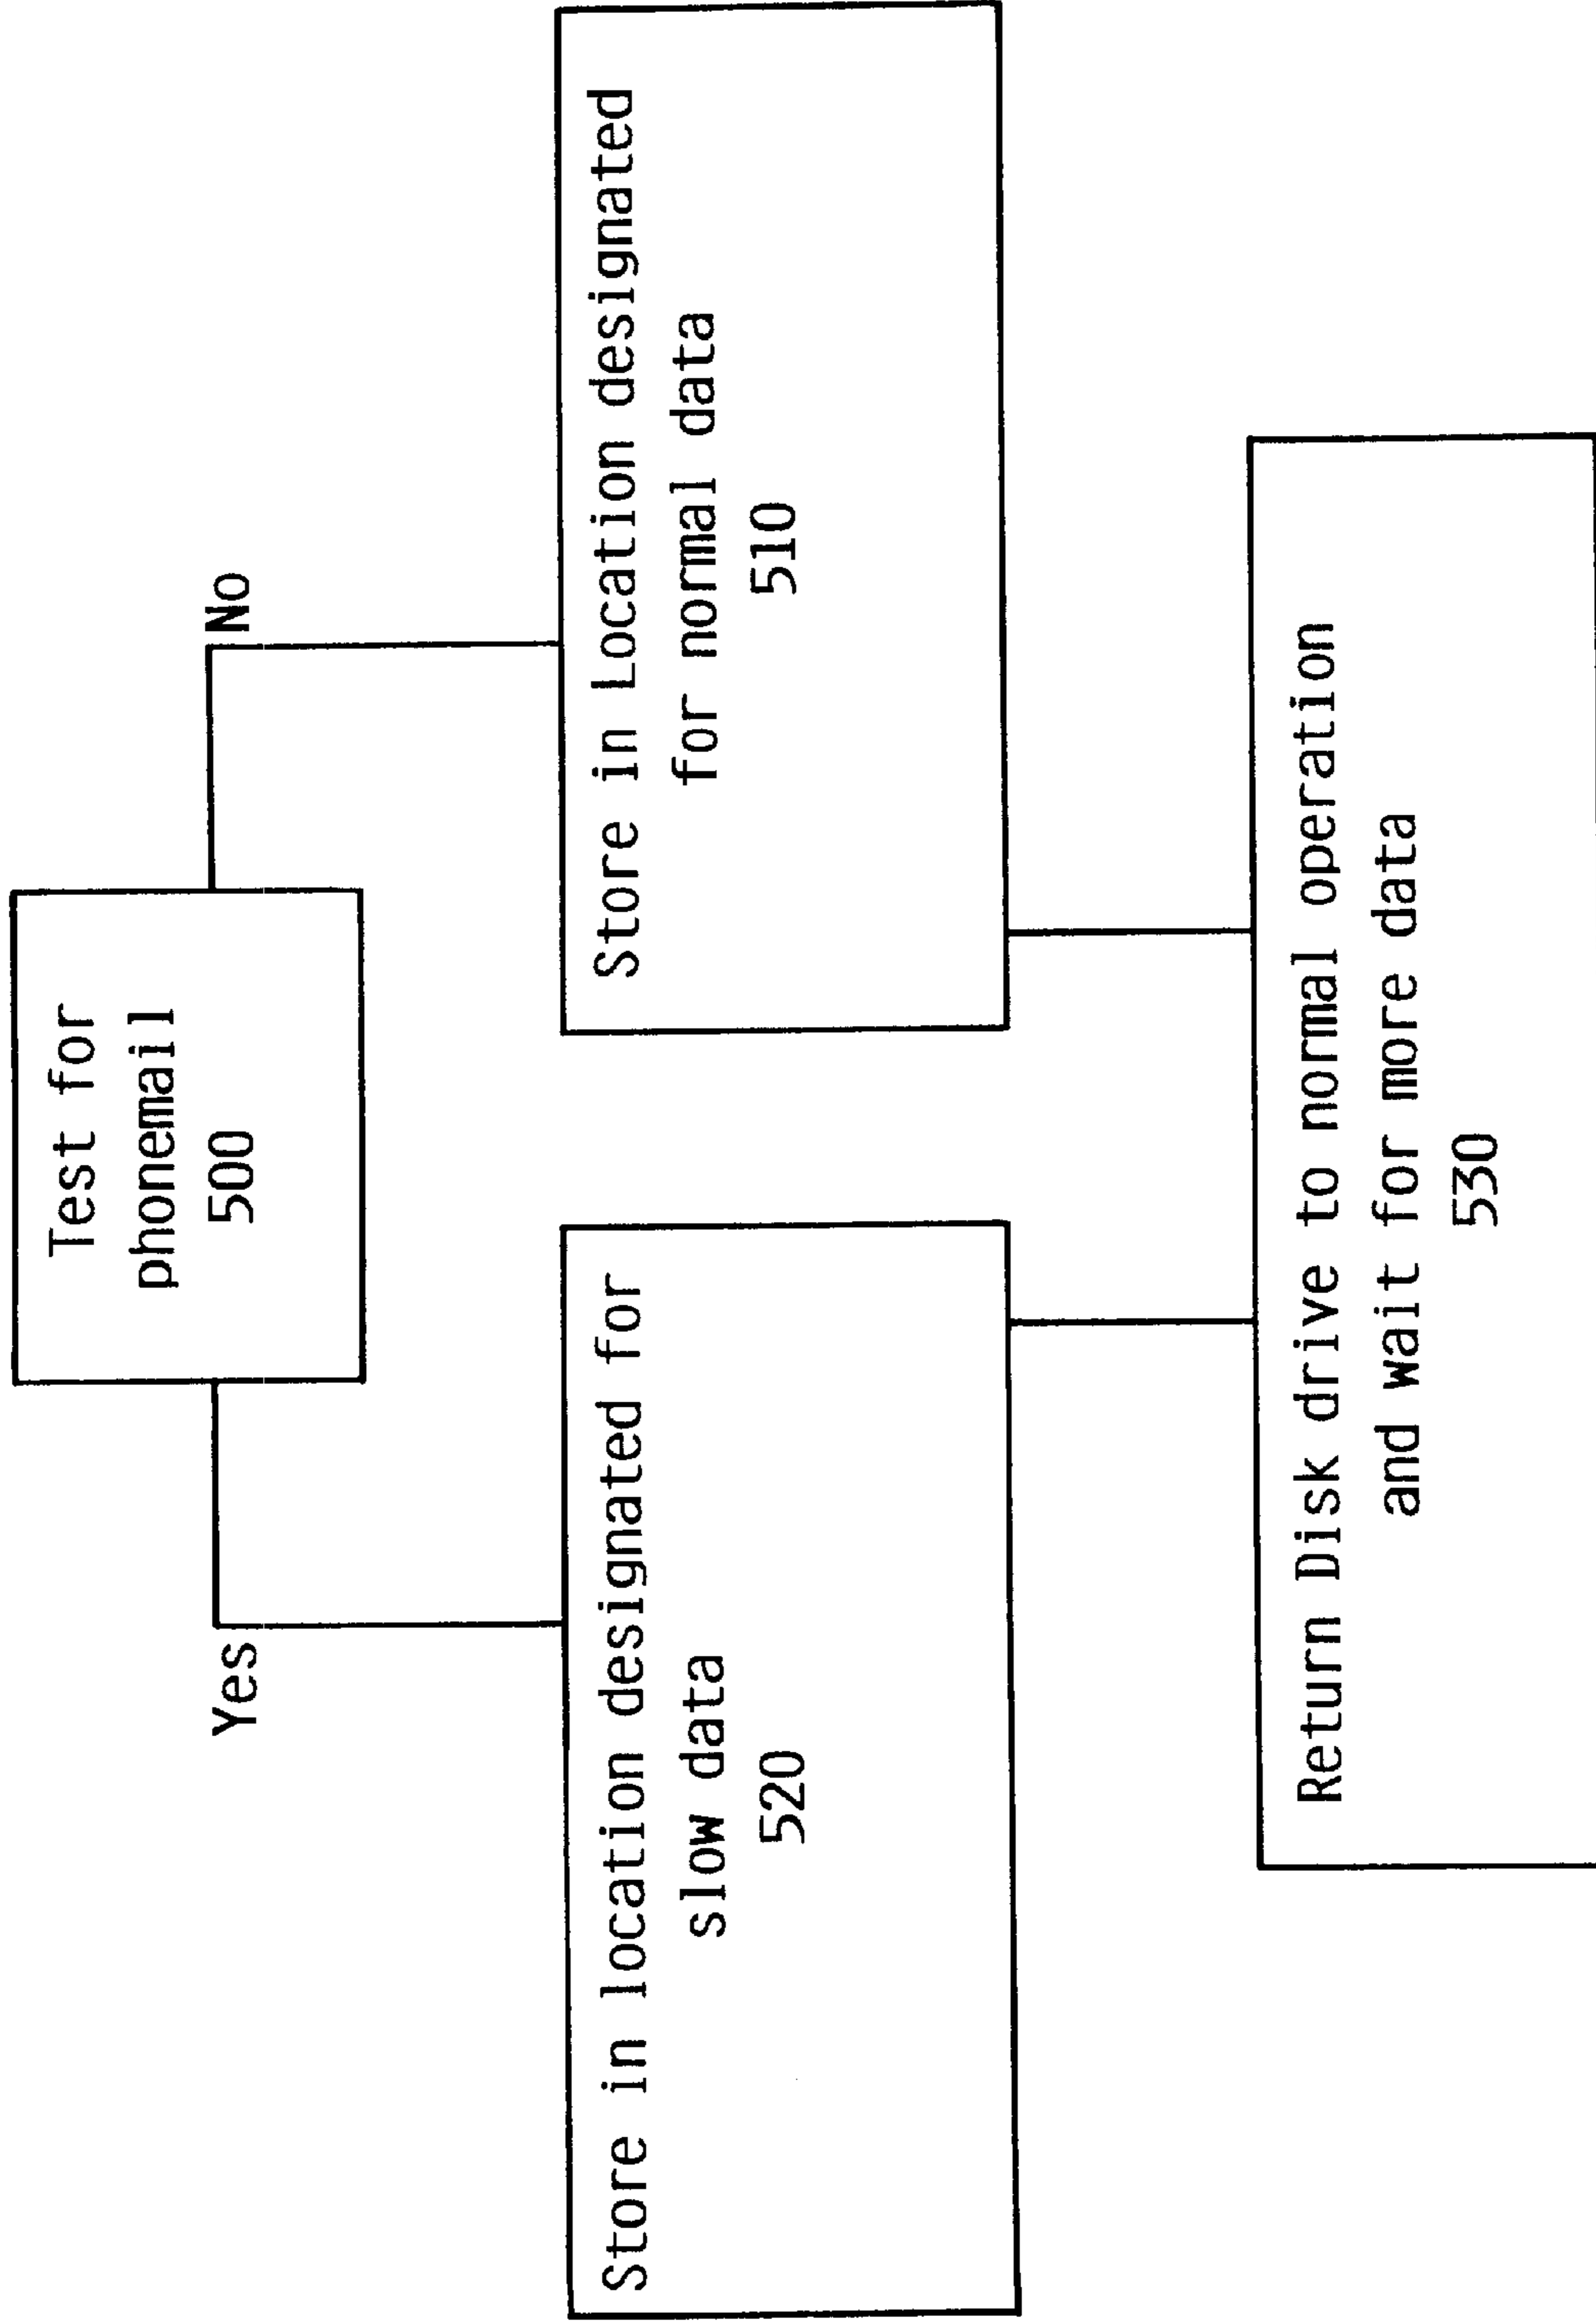 Test for
phonemail
500
Yes
No
Store in location designated for
slow data
520
Store in Location designated
for normal data
510
Return Disk drive to normal operation
and wait for more data
530